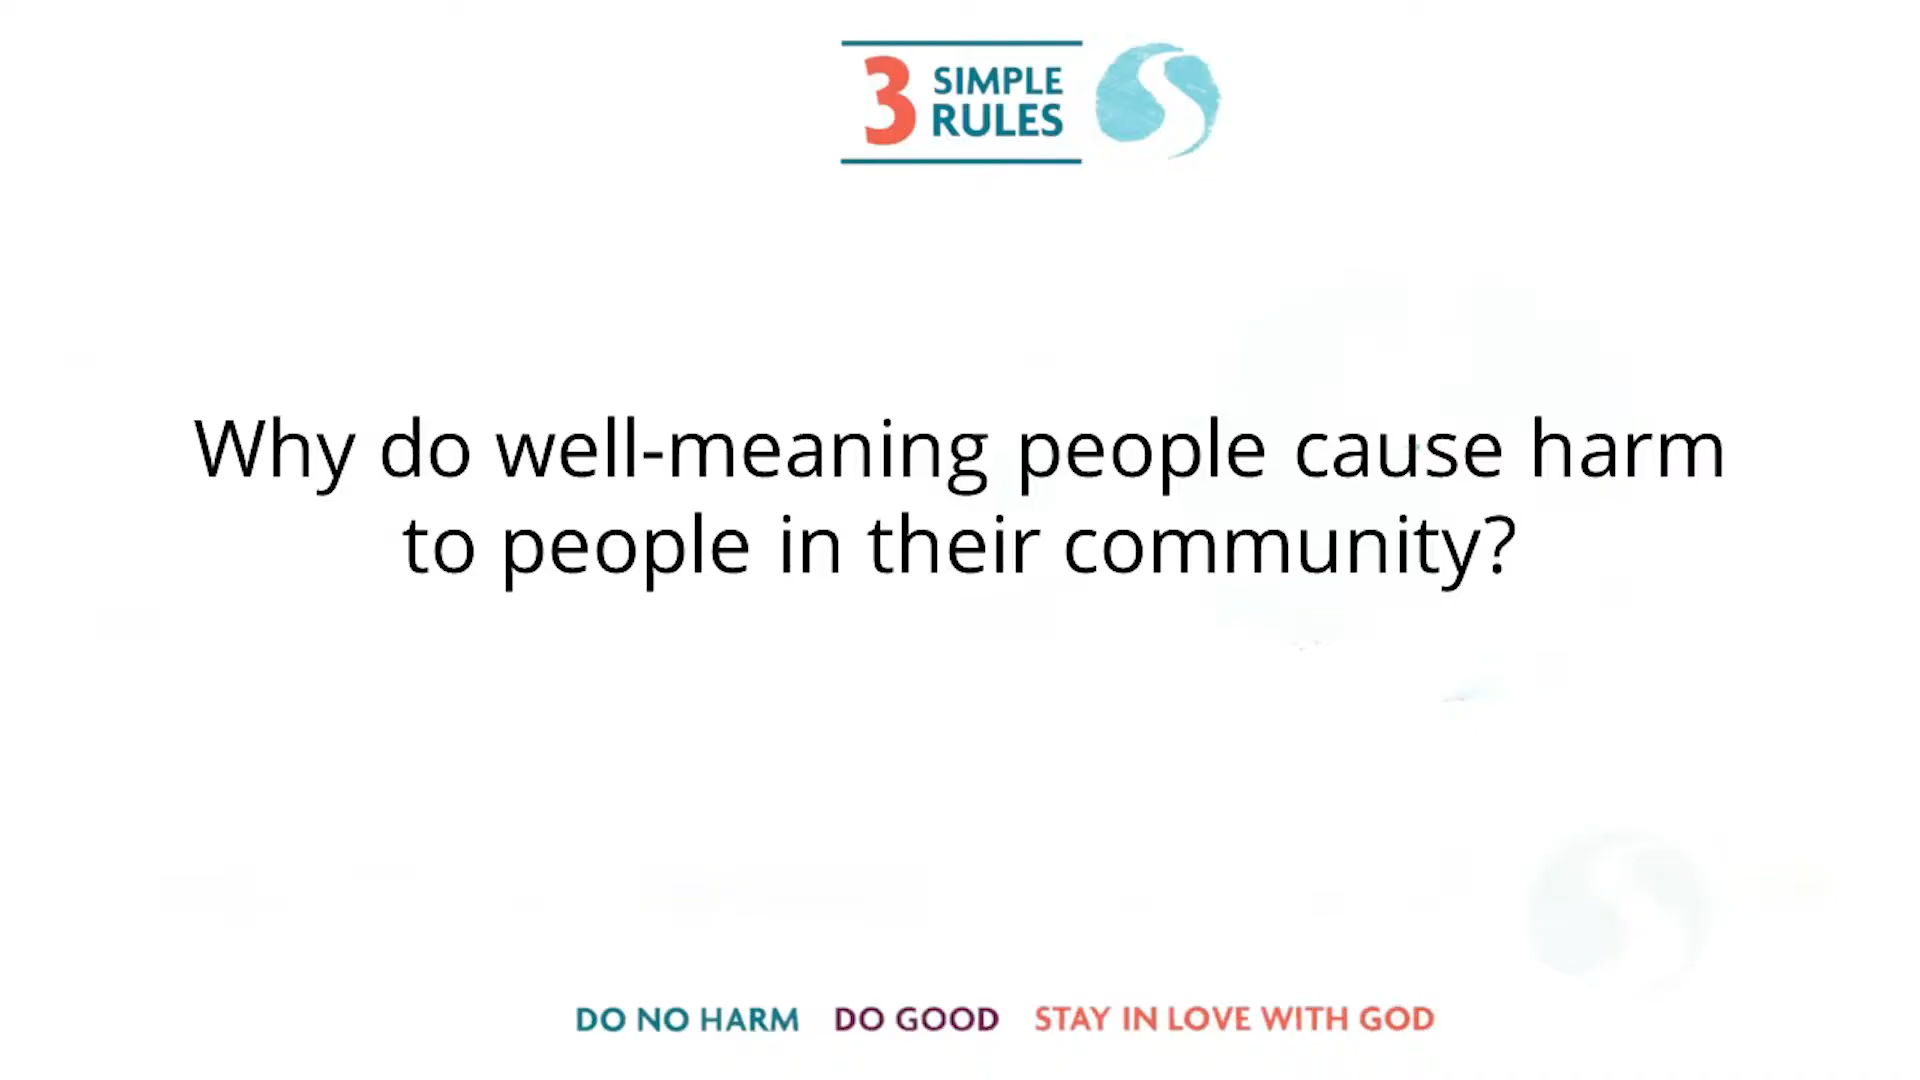 3 SIMPLE
RULES
Why do well-meaning people cause harm
to people in their community?
DO NO HARM DO GOOD STAY IN LOVE WITH GOD